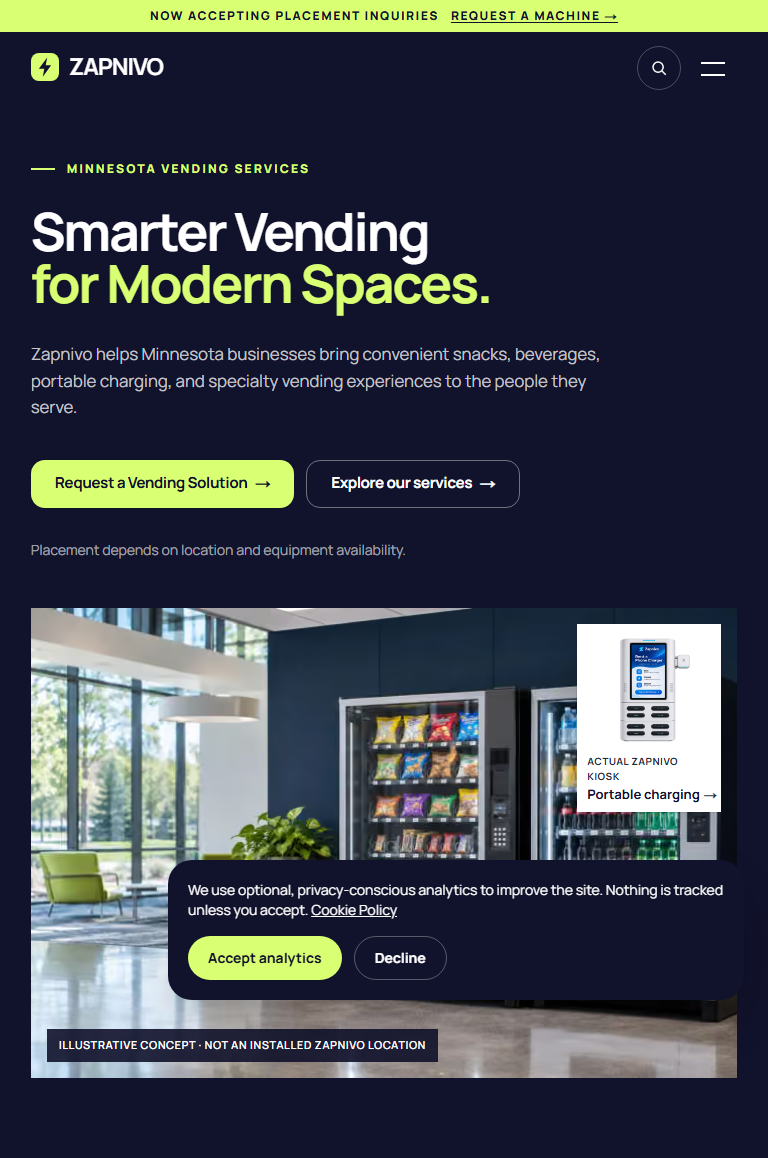 NOW ACCEPTING PLACEMENT INQUIRIES REQUEST A MACHINE →
ZAPNIVO
MINNESOTA VENDING SERVICES
Smarter Vending
for Modern Spaces.
Zapnivo helps Minnesota businesses bring convenient snacks, beverages,
portable charging, and specialty vending experiences to the people they
serve.
Request a Vending Solution →
Explore our services →
Placement depends on location and equipment availability.
Zapnivo
Rent a
Phone Charger
ACTUAL ZAPNIVO
KIOSK
Portable charging →
We use optional, privacy-conscious analytics to improve the site. Nothing is tracked
unless you accept. Cookie Policy
Accept analytics
Decline
ILLUSTRATIVE CONCEPT · NOT AN INSTALLED ZAPNIVO LOCATION